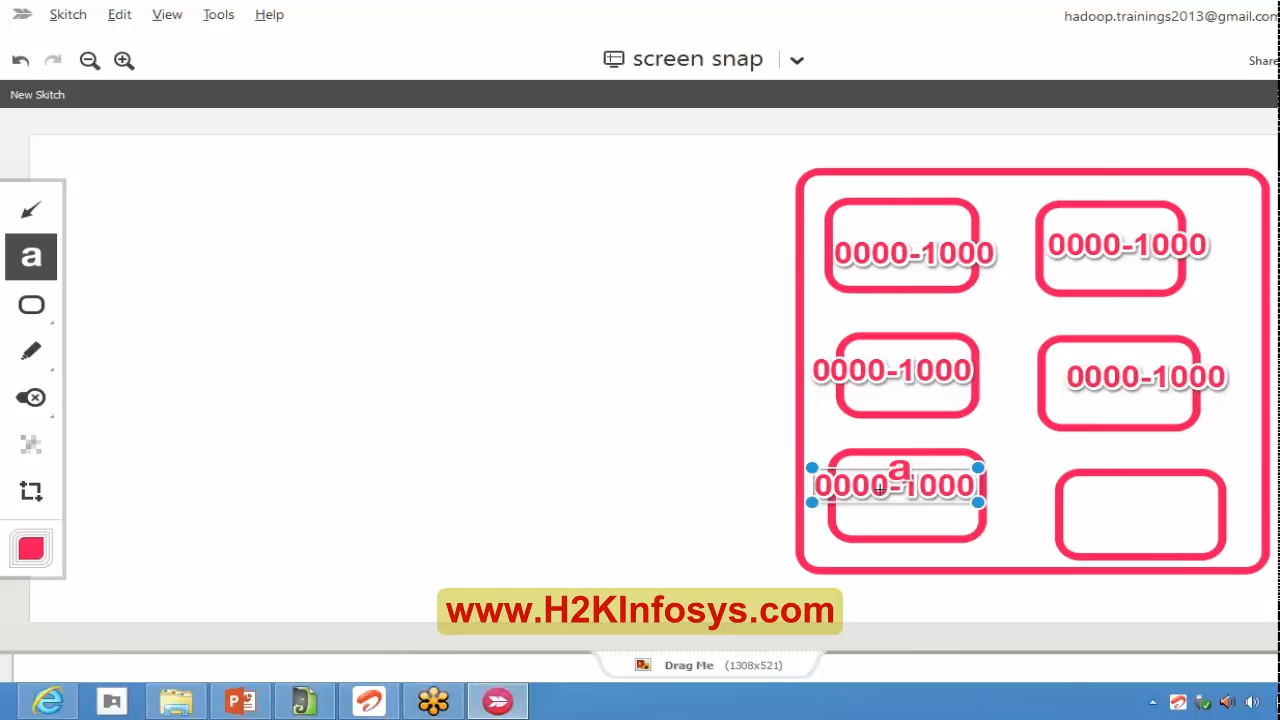 Skitch Edit View Tools Help
hadoop.trainings2013@gmail.com
screen snap
Share
New Skitch
a
0000-1000 0000-1000
0000-1000 0000-1000
a
0000-1000
www.H2KInfosys.com
Drag Me (1308x521)